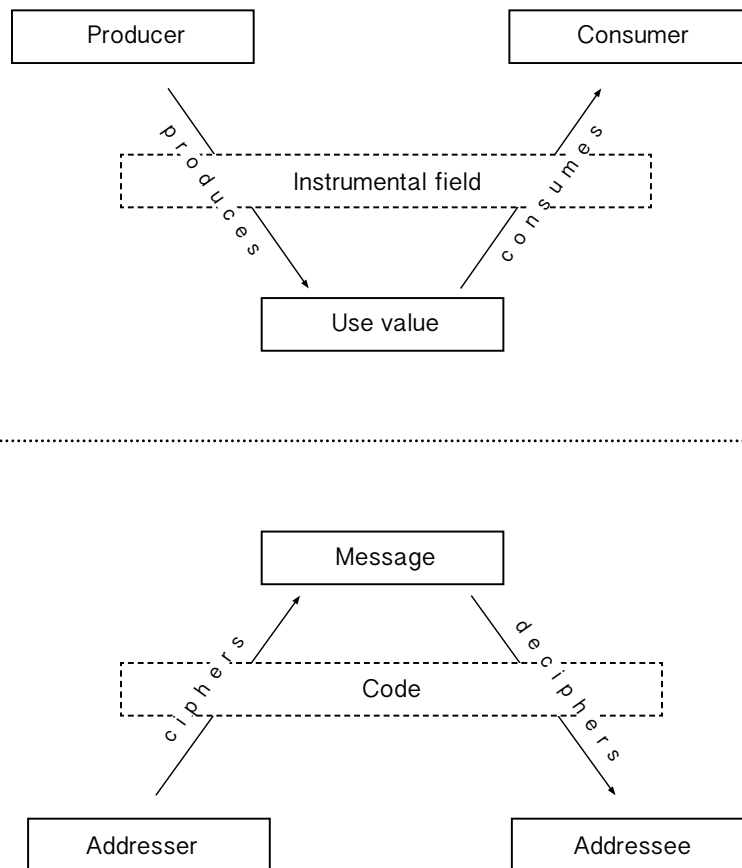 Producer
Consumer
produces
consumes
Instrumental field
Use value
Message
ciphers
deciphers
Code
Addresser
Addressee